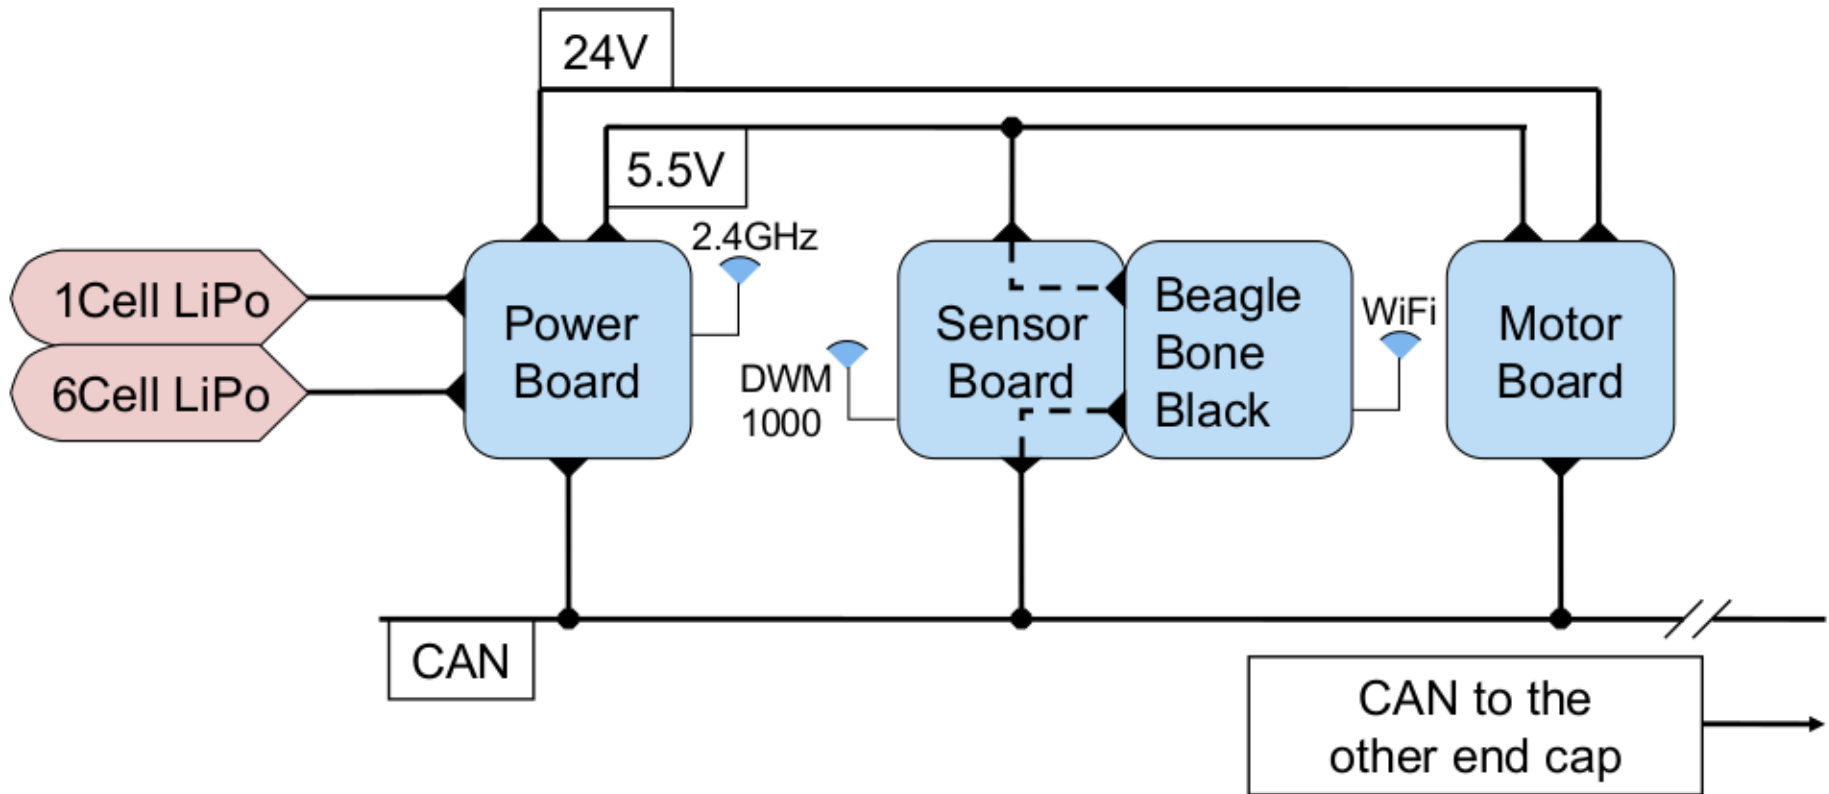 24V
5.5V
2.4GHz
1Cell LiPo
6Cell LiPo
Power
Board
DWM
1000
Sensor
Board
Beagle
Bone
Black
WiFi
Motor
Board
CAN
CAN to the
other end cap